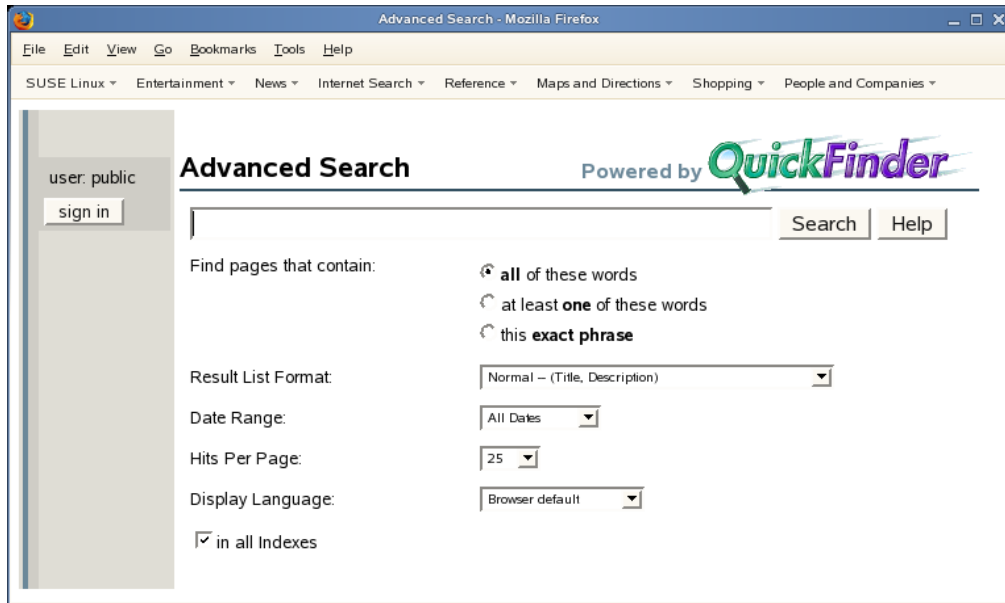 Advanced Search - Mozilla Firefox
File Edit View Go Bookmarks Tools Help
SUSE Linux Entertainment News Internet Search Reference Maps and Directions Shopping People and Companies
user: public
sign in
Advanced Search
Powered by QuickFinder
Search Help
Find pages that contain:
all of these words
at least one of these words
this exact phrase
Result List Format: Normal -- (Title, Description)
Date Range: All Dates
Hits Per Page: 25
Display Language: Browser default
in all Indexes